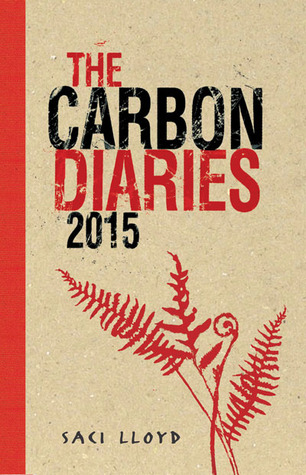 THE
CARBON
DIARIES
2015
SACI LLOYD